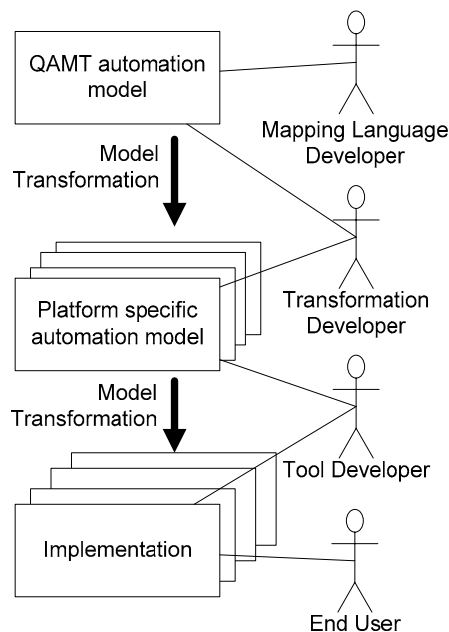 QAMT automation
model
Mapping Language
Developer
Model
Transformation
Platform specific
automation model
Transformation
Developer
Model
Transformation
Tool Developer
Implementation
End User